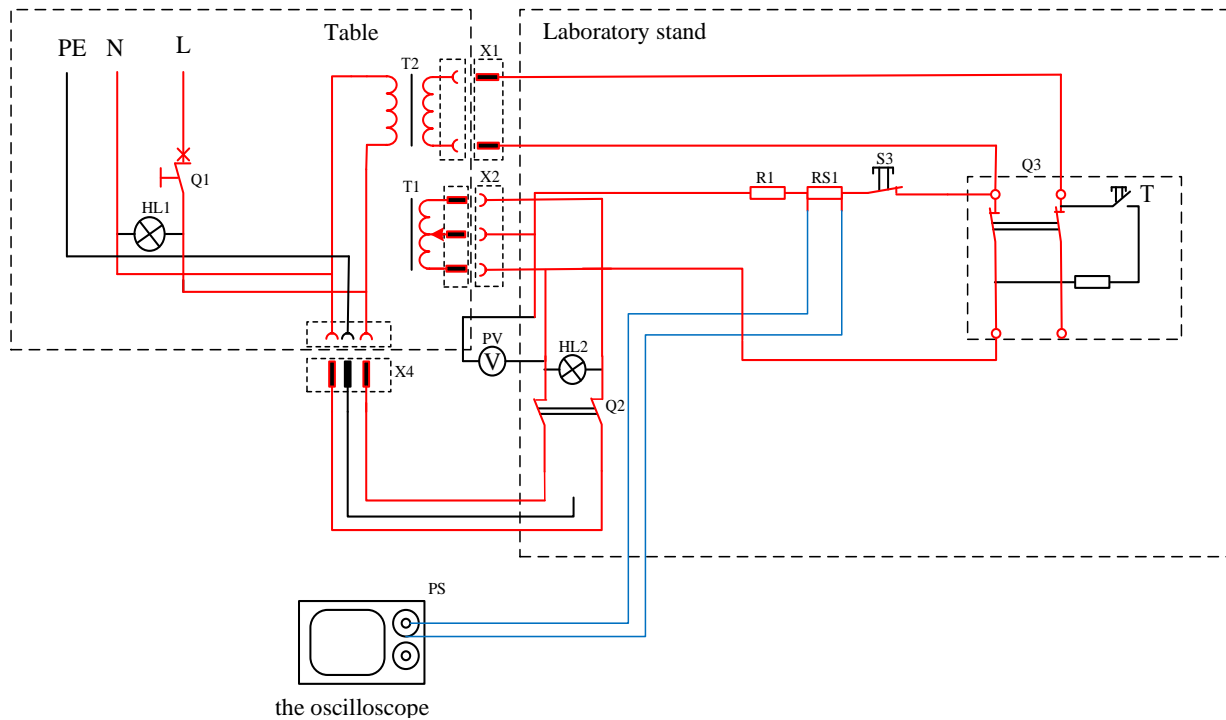 Table
Laboratory stand
PE N L
T2
X1
Q1
HL1
T1
X2
R1
RS1
S3
Q3
T
PV
V
HL2
X4
Q2
PS
the oscilloscope